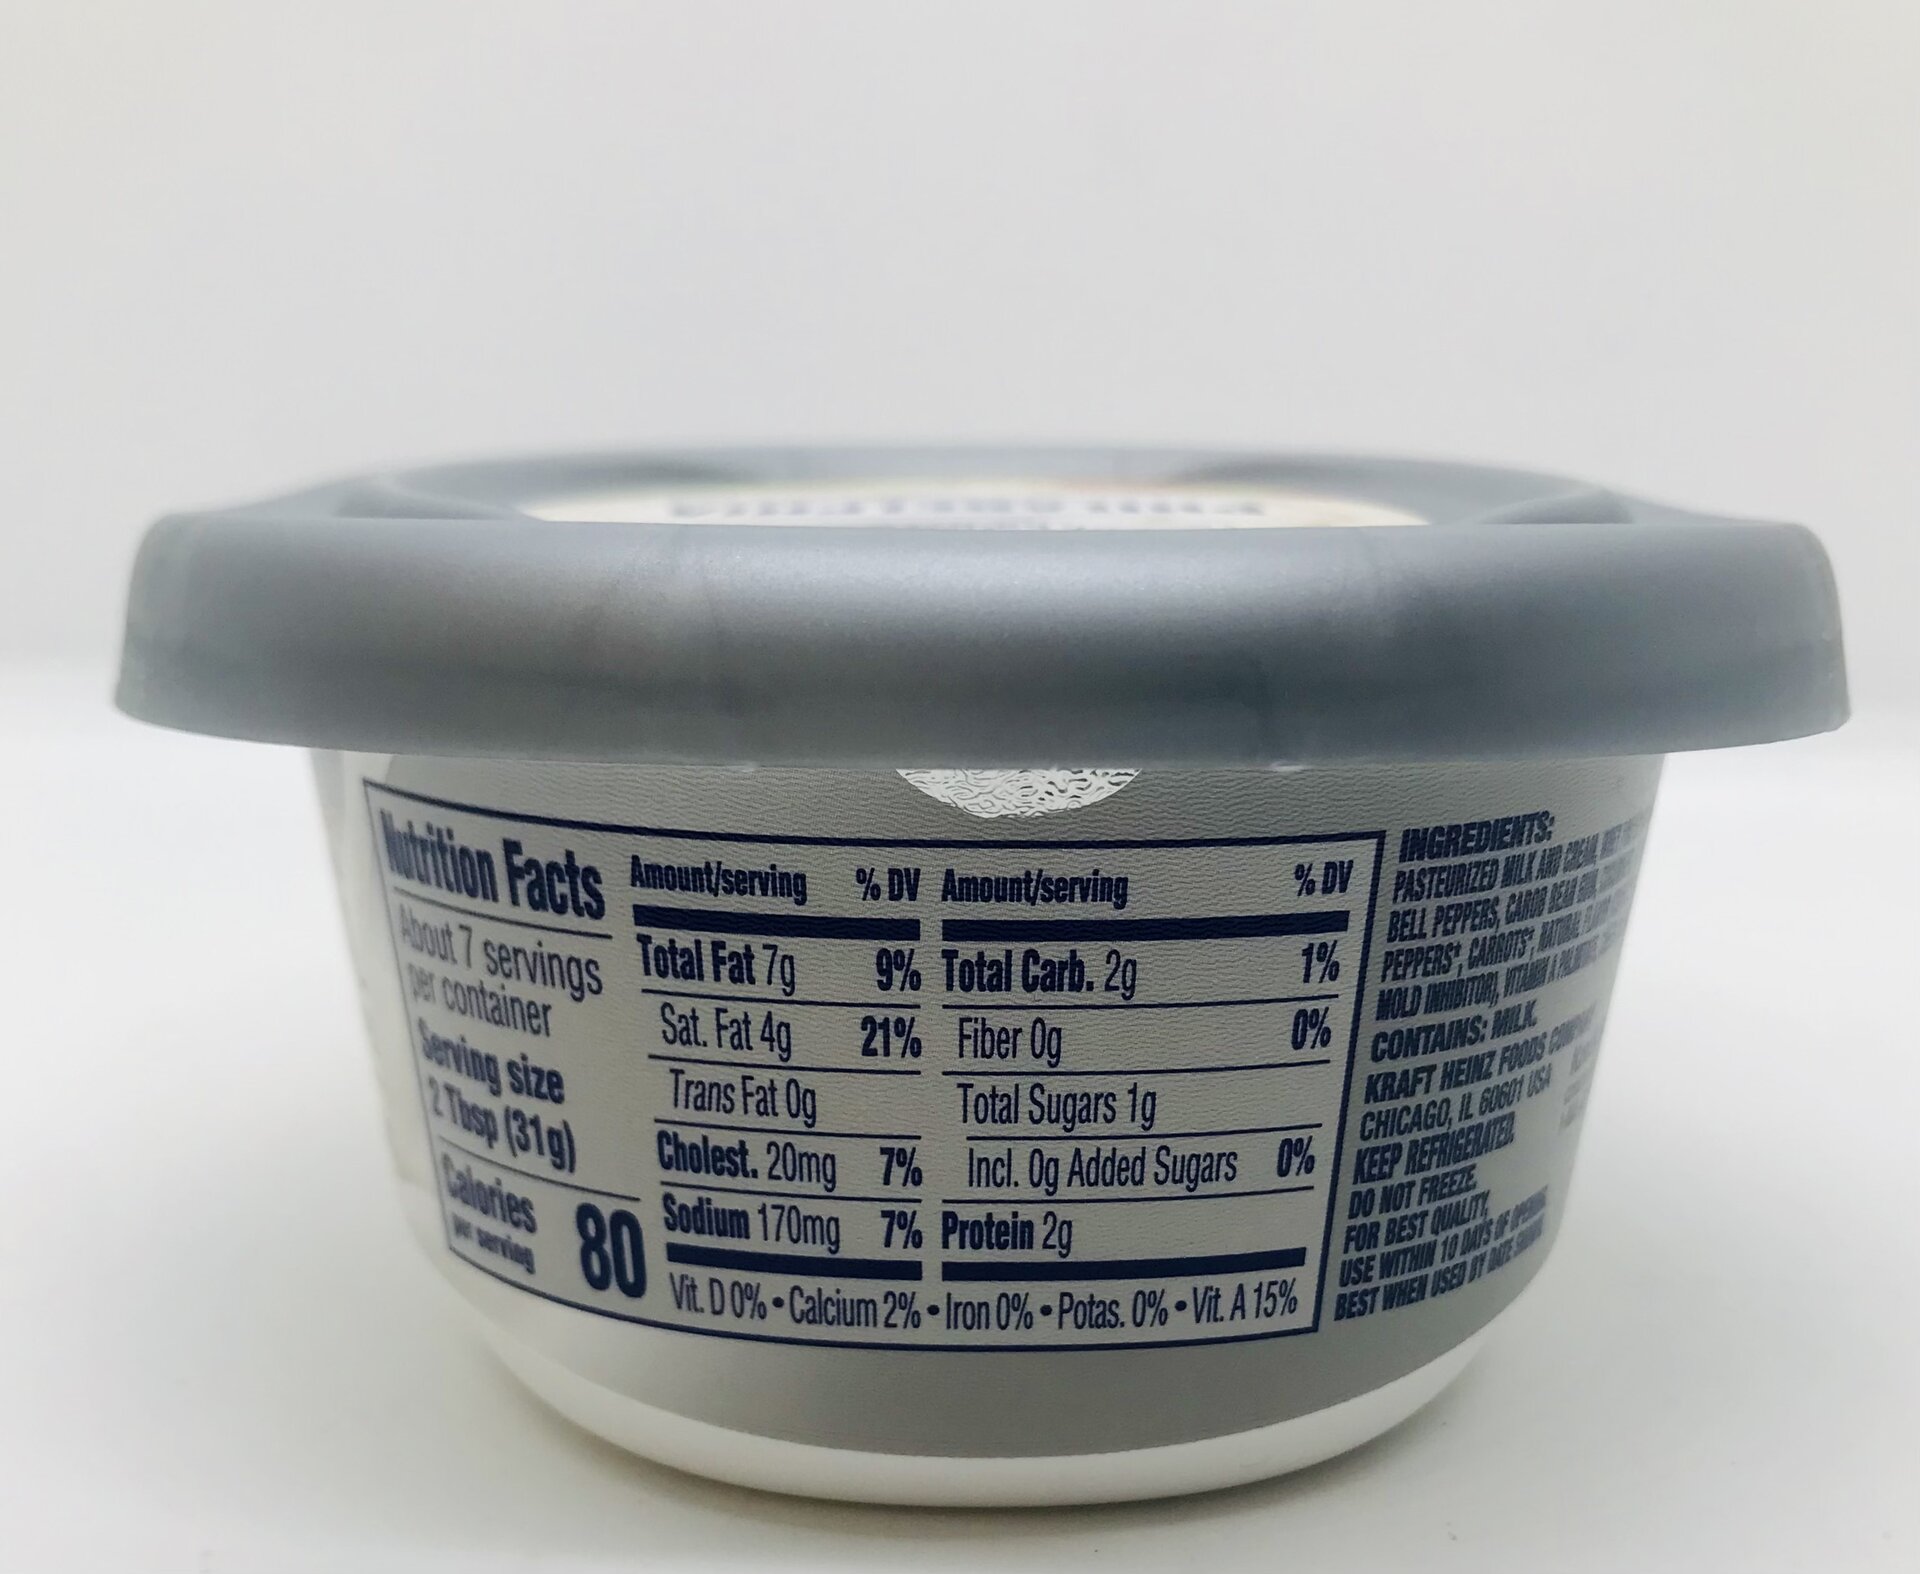 PHILADELPHIA
Nutrition Facts
About 7 servings
per container
Serving size
2 Tbsp (31g)
Calories
per serving
80
Amount/serving % DV
Total Fat 7g 9%
Sat. Fat 4g 21%
Trans Fat 0g
Cholest. 20mg 7%
Sodium 170mg 7%
Amount/serving % DV
Total Carb. 2g 1%
Fiber 0g 0%
Total Sugars 1g
Incl. 0g Added Sugars 0%
Protein 2g
Vit. D 0% • Calcium 2% • Iron 0% • Potas. 0% • Vit. A 15%
INGREDIENTS:
PASTEURIZED MILK AND CREAM,
BELL PEPPERS, CAROB BEAN GUM,
PEPPERS*, CARROTS*, NATURAL FLAVOR
MOLD INHIBITOR), VITAMIN A PALMITATE
CONTAINS: MILK.
KRAFT HEINZ FOODS COMPANY
CHICAGO, IL 60601 USA
KEEP REFRIGERATED.
DO NOT FREEZE.
FOR BEST QUALITY,
USE WITHIN 10 DAYS OF OPENING.
BEST WHEN USED BY DATE